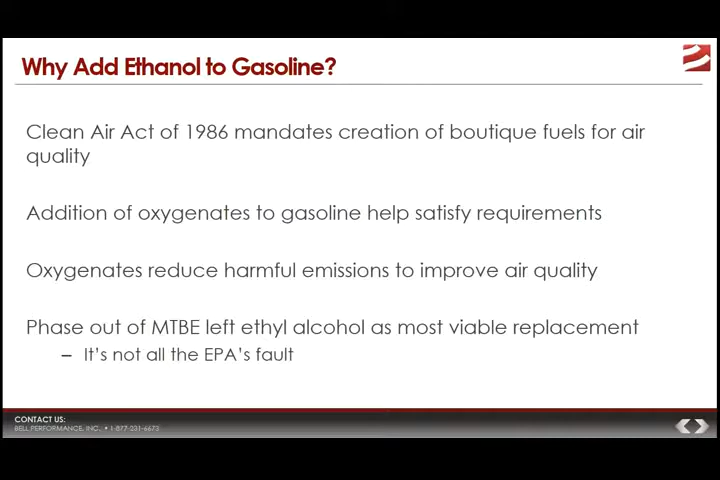 Why Add Ethanol to Gasoline?
Clean Air Act of 1986 mandates creation of boutique fuels for air
quality
Addition of oxygenates to gasoline help satisfy requirements
Oxygenates reduce harmful emissions to improve air quality
Phase out of MTBE left ethyl alcohol as most viable replacement
– It's not all the EPA's fault
CONTACT US:
BELL PERFORMANCE, INC. • 1-877-231-6673